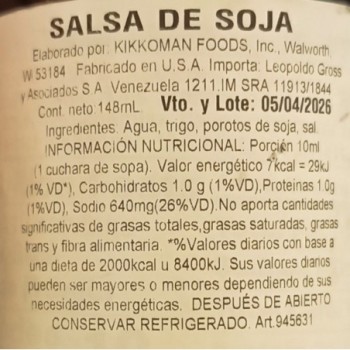 SALSA DE SOJA
Elaborado por: KIKKOMAN FOODS, Inc., Walworth,
WI 53184 Fabricado en U.S.A. Importa: Leopoldo Gross
y Asociados S.A. Venezuela 1211.IM SRA 11913/1844
Cont. neto:148mL. Vto. y Lote: 05/04/2026
Ingredientes: Agua, trigo, porotos de soja, sal.
INFORMACIÓN NUTRICIONAL: Porción 10ml
(1 cuchara de sopa). Valor energético 7kcal = 29kJ
(1% VD*), Carbohidratos 1.0 g (1%VD),Proteínas 1.0g
(1%VD), Sodio 640mg(26%VD).No aporta cantidades
significativas de grasas totales,grasas saturadas, grasas
trans y fibra alimentaria. *%Valores diarios con base a
una dieta de 2000kcal u 8400kJ. Sus valores diarios
pueden ser mayores o menores dependiendo de sus
necesidades energéticas. DESPUÉS DE ABIERTO
CONSERVAR REFRIGERADO. Art.945631